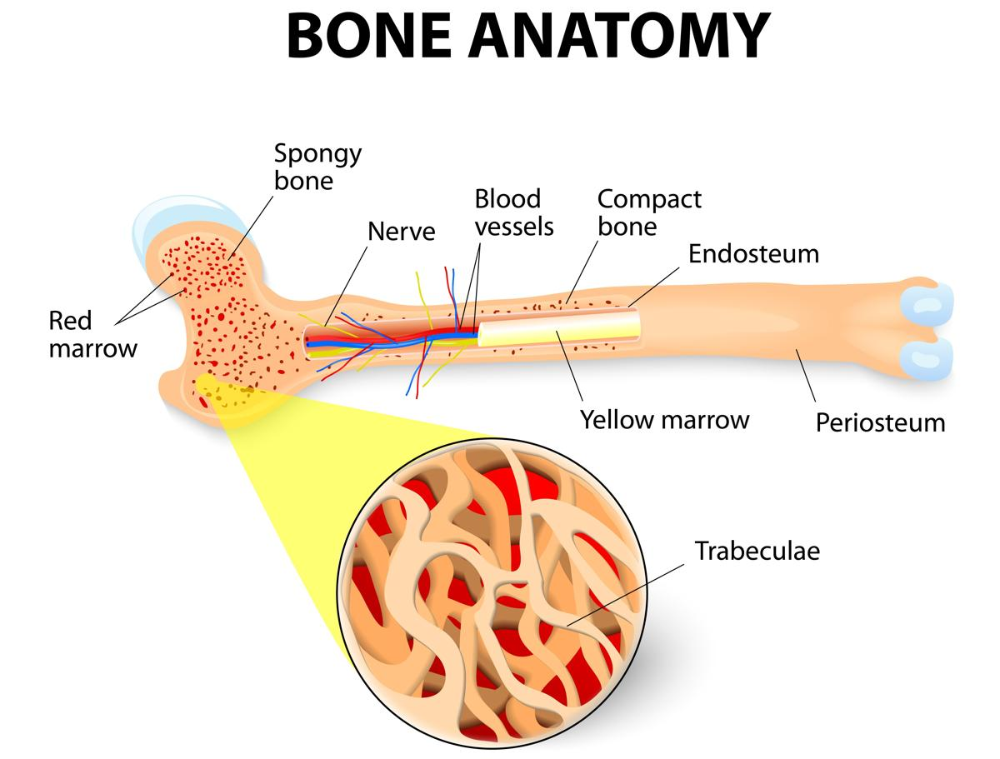 BONE ANATOMY
Spongy
bone
Blood
vessels
Compact
bone
Nerve
Endosteum
Red
marrow
Yellow marrow
Periosteum
Trabeculae